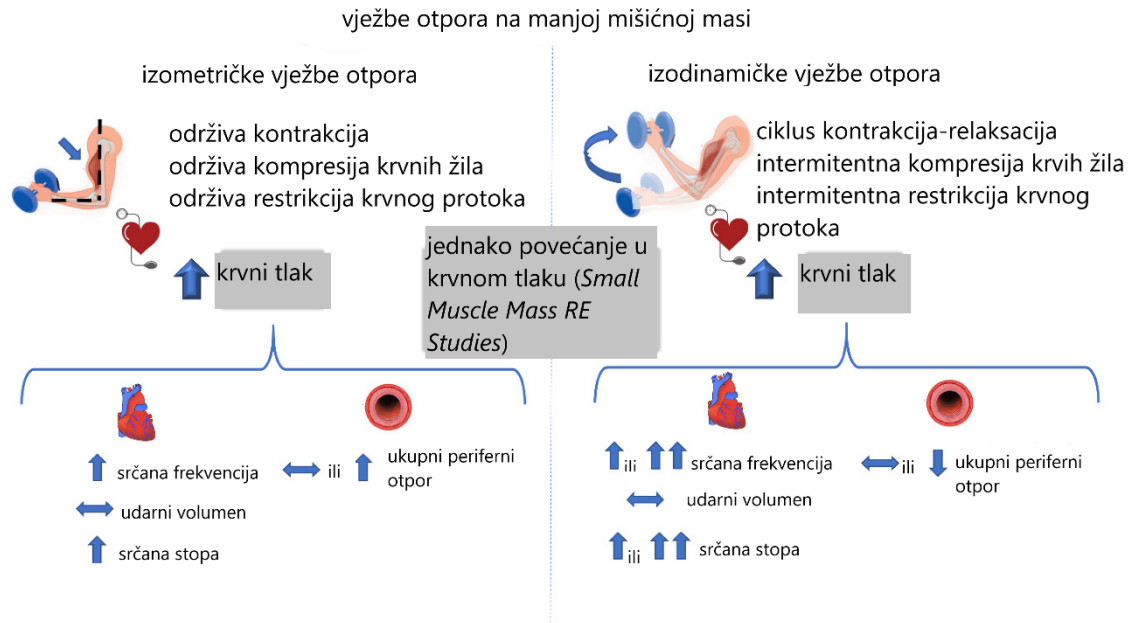 vježbe otpora na manjoj mišićnoj masi
izometričke vježbe otpora
održiva kontrakcija
održiva kompresija krvnih žila
održiva restrikcija krvnog protoka
krvni tlak
jednako povećanje u
krvnom tlaku (Small
Muscle Mass RE
Studies)
srčana frekvencija
ili
ukupni periferni
otpor
udarni volumen
srčana stopa
izodinamičke vježbe otpora
ciklus kontrakcija-relaksacija
intermitentna kompresija krvih žila
intermitentna restrikcija krvnog
protoka
krvni tlak
ili
srčana frekvencija
ili
ukupni periferni
otpor
udarni volumen
ili
srčana stopa